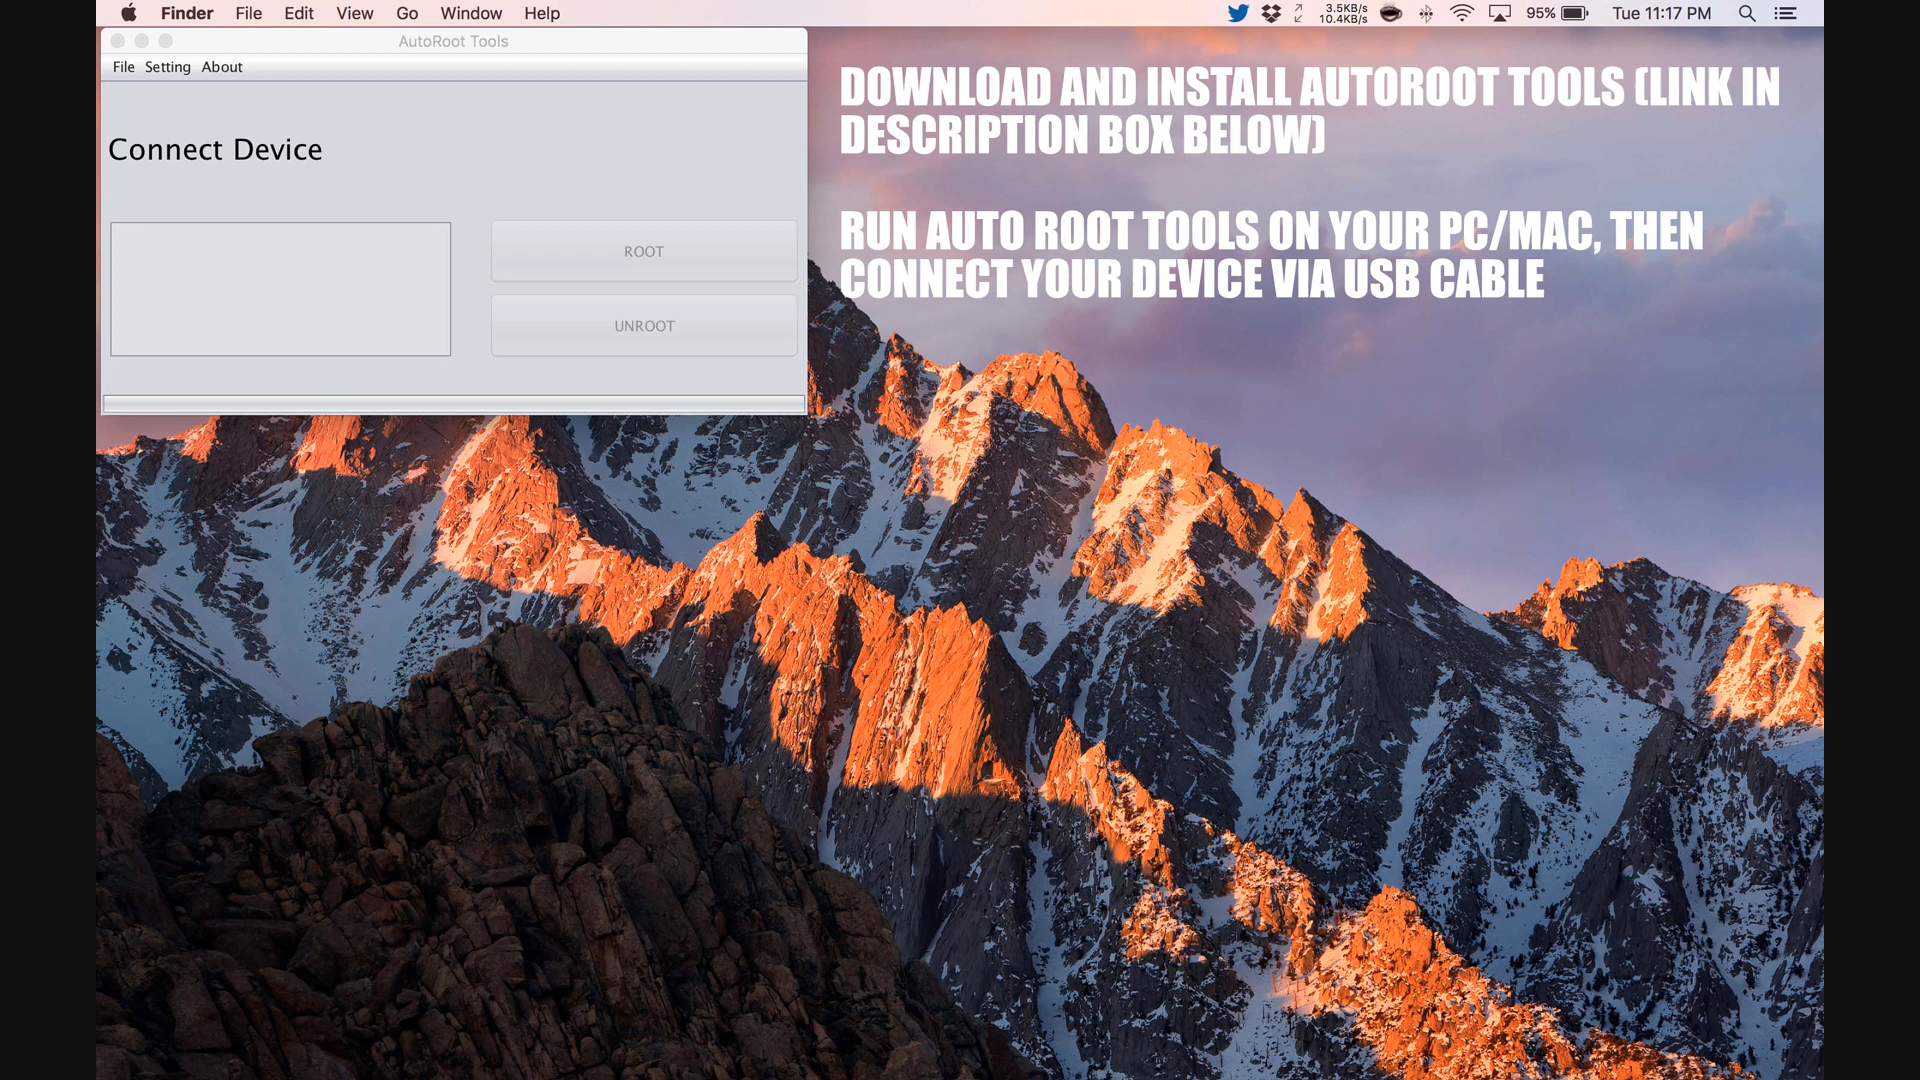 Finder File Edit View Go Window Help 3.5KB/s 95% Tue 11:17 PM
10.4KB/s
AutoRoot Tools
File Setting About
Connect Device
ROOT
UNROOT
DOWNLOAD AND INSTALL AUTOROOT TOOLS (LINK IN
DESCRIPTION BOX BELOW)
RUN AUTO ROOT TOOLS ON YOUR PC/MAC, THEN
CONNECT YOUR DEVICE VIA USB CABLE